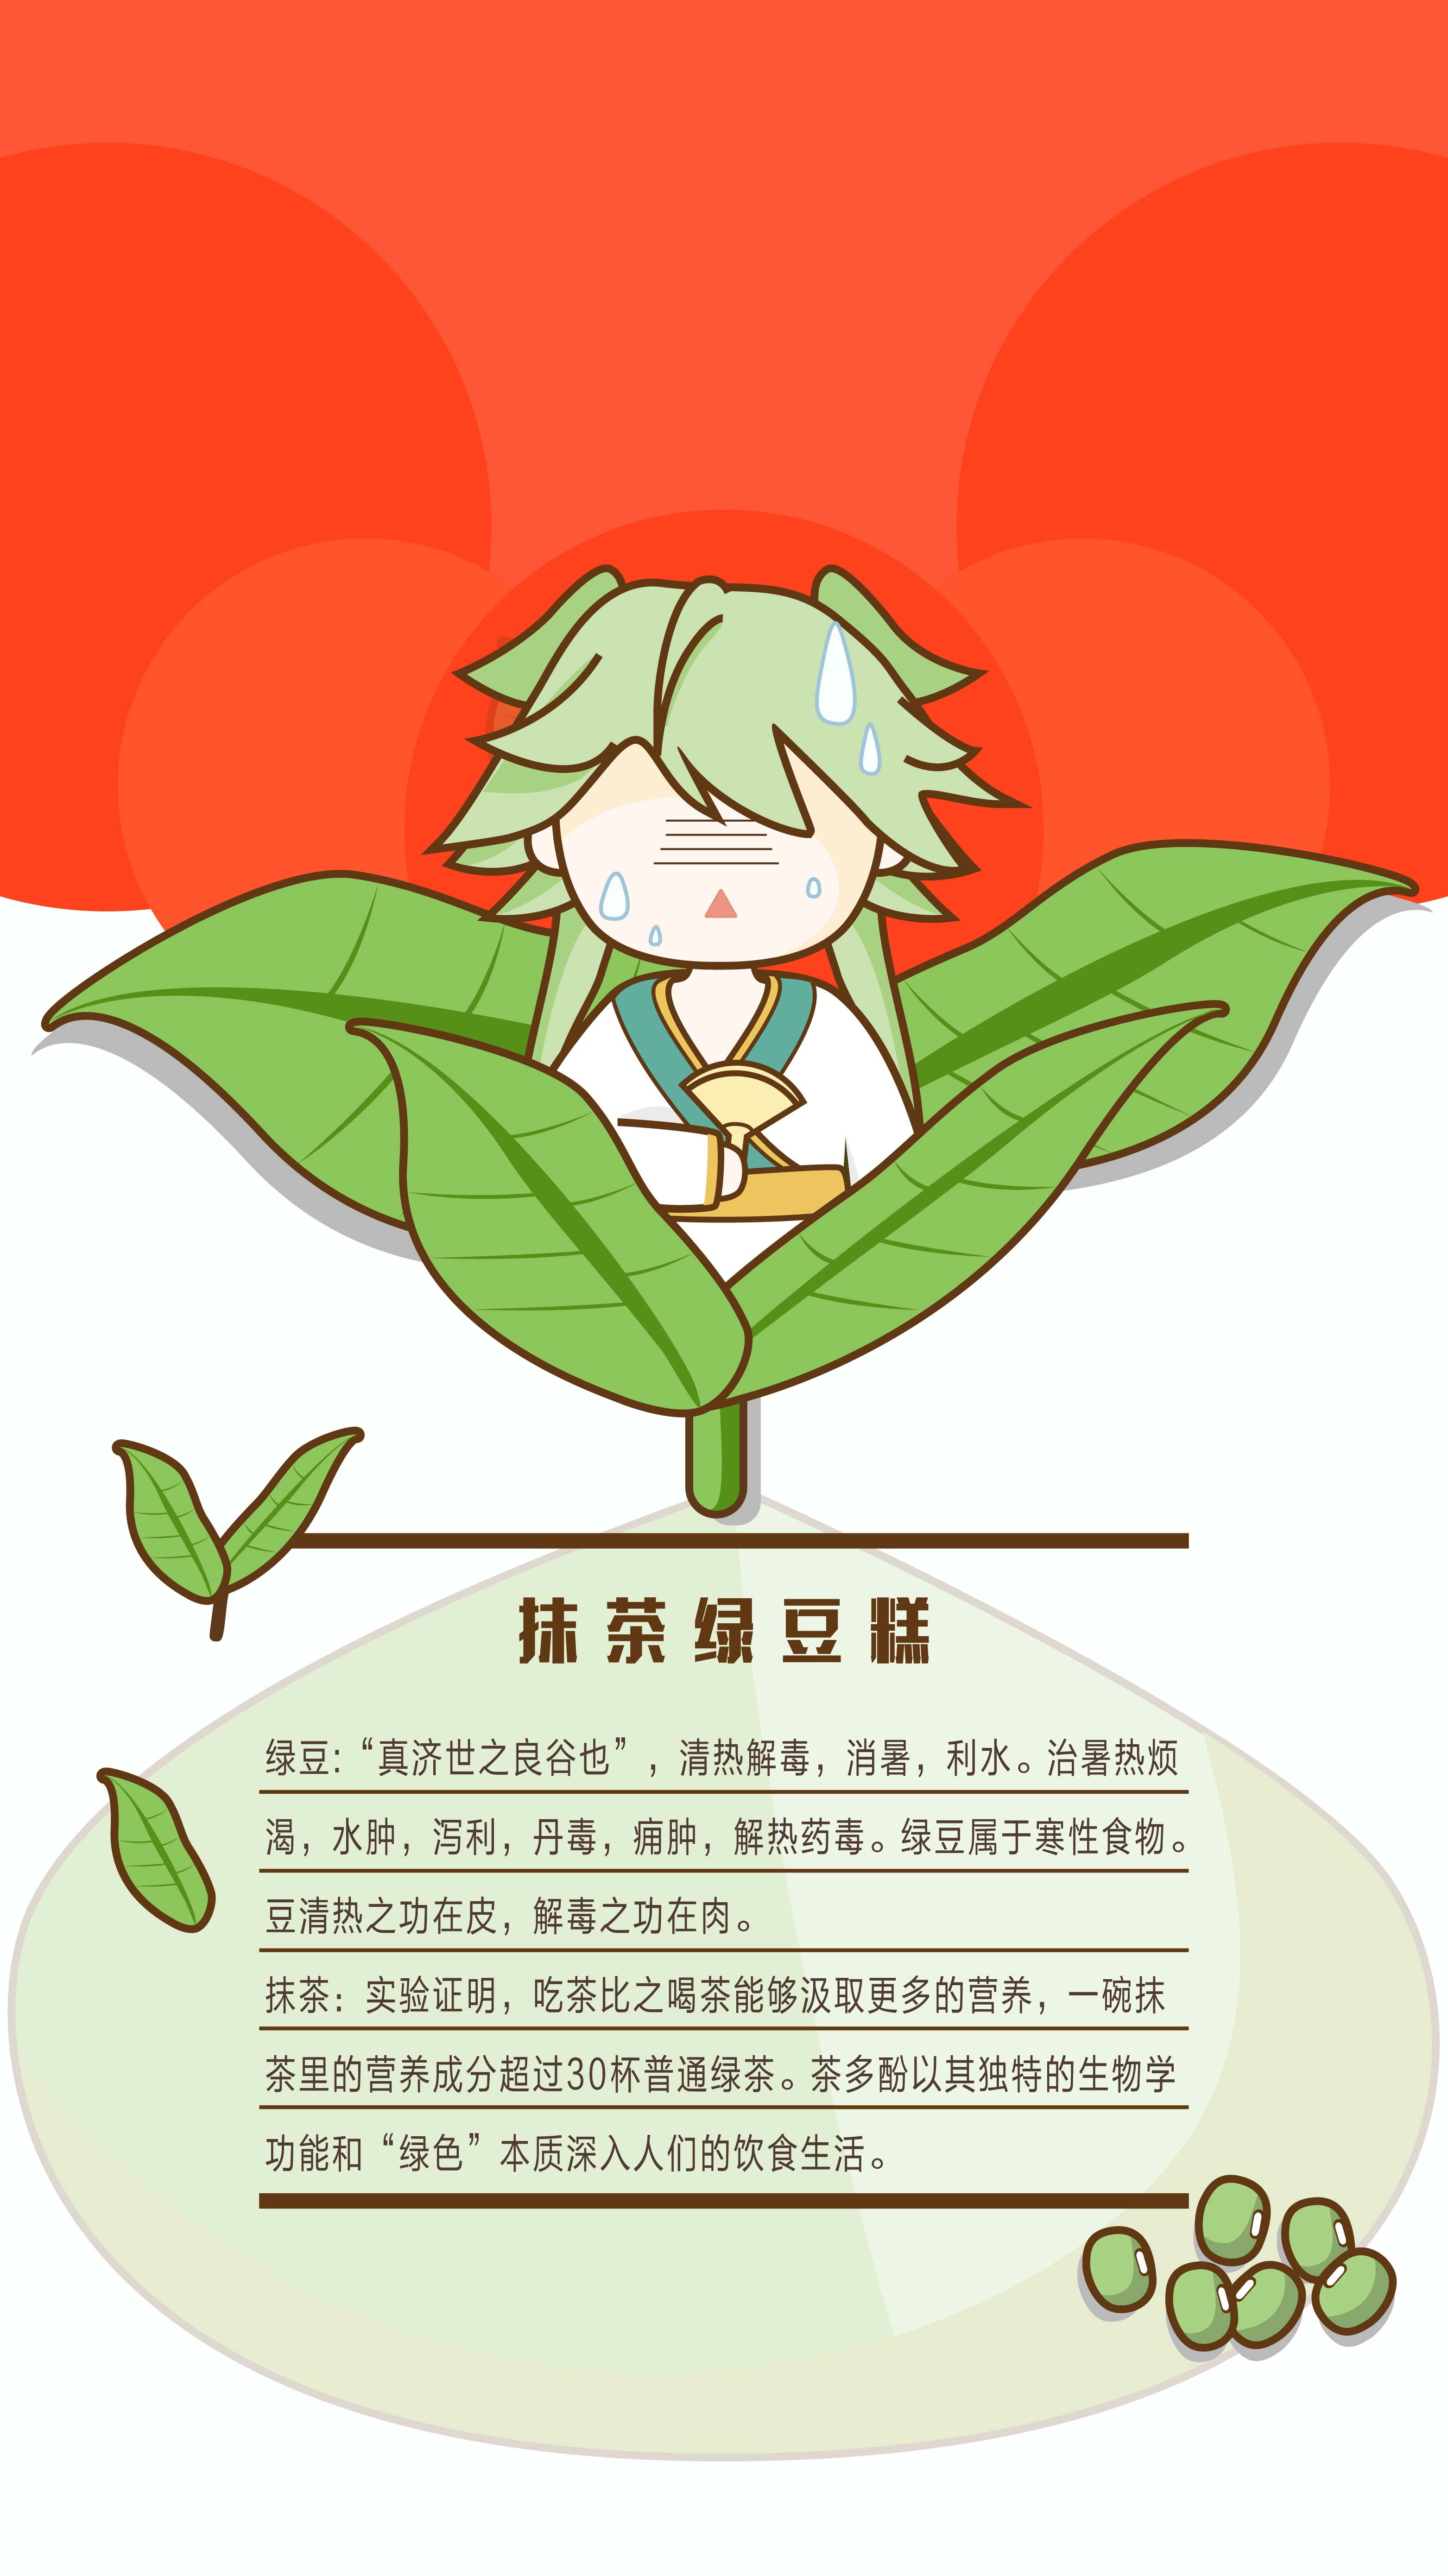 抹茶绿豆糕
绿豆：“真济世之良谷也”，清热解毒，消暑，利水。治暑热烦
渴，水肿，泻利，丹毒，痈肿，解热药毒。绿豆属于寒性食物。
豆清热之功在皮，解毒之功在肉。
抹茶：实验证明，吃茶比之喝茶能够汲取更多的营养，一碗抹
茶里的营养成分超过30杯普通绿茶。茶多酚以其独特的生物学
功能和“绿色”本质深入人们的饮食生活。